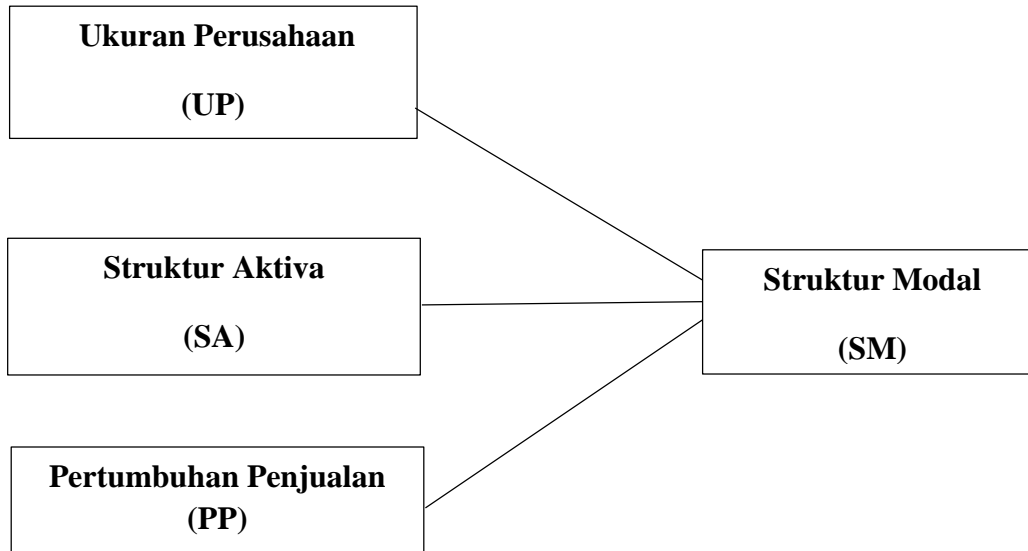 Ukuran Perusahaan
(UP)
Struktur Aktiva
(SA)
Struktur Modal
(SM)
Pertumbuhan Penjualan
(PP)